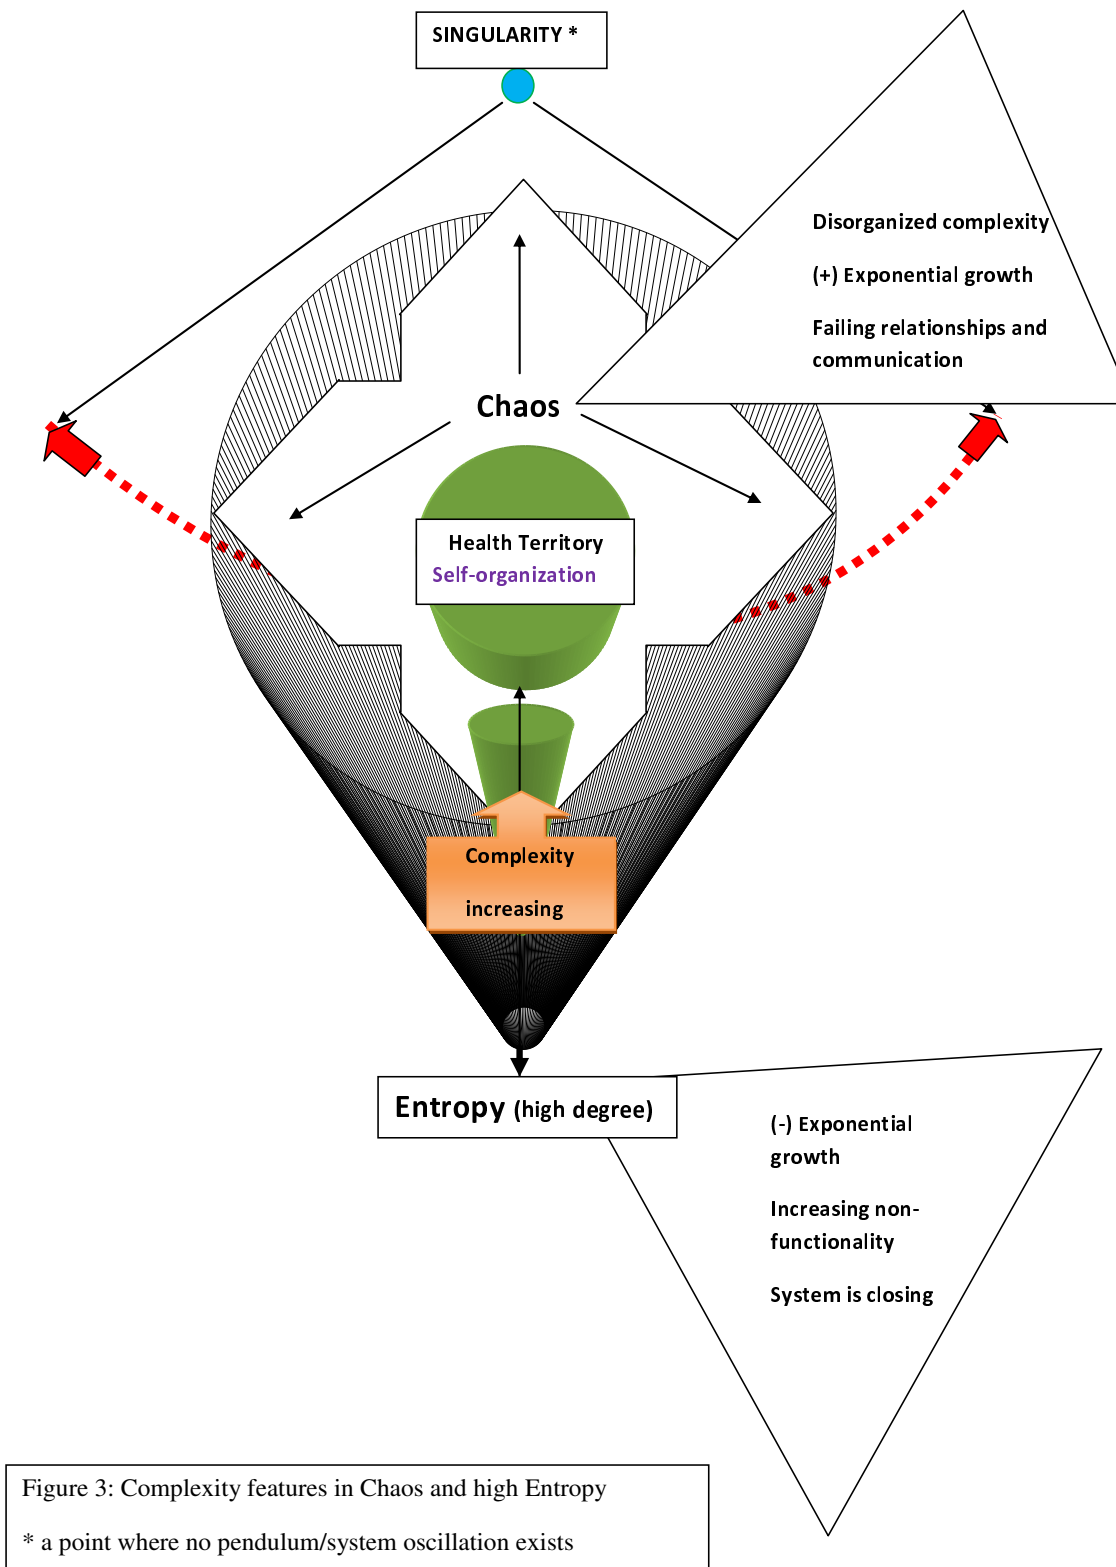 SINGULARITY *
Disorganized complexity
(+) Exponential growth
Failing relationships and
communication
Chaos
Health Territory
Self-organization
Complexity
increasing
Entropy (high degree)
(-) Exponential
growth
Increasing non-
functionality
System is closing
Figure 3: Complexity features in Chaos and high Entropy
* a point where no pendulum/system oscillation exists